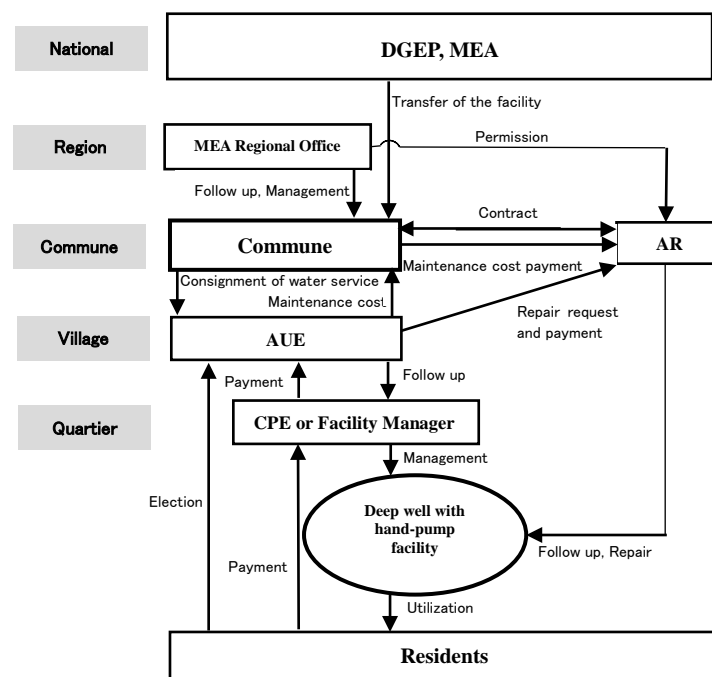 National
DGEP, MEA
Transfer of the facility
Region
MEA Regional Office
Permission
Follow up, Management
Contract
Commune
Commune
AR
Maintenance cost payment
Consignment of water service
Maintenance cost
Repair request
and payment
Village
AUE
Payment
Follow up
Quartier
CPE or Facility Manager
Management
Election
Deep well with
hand-pump
facility
Follow up, Repair
Payment
Utilization
Residents